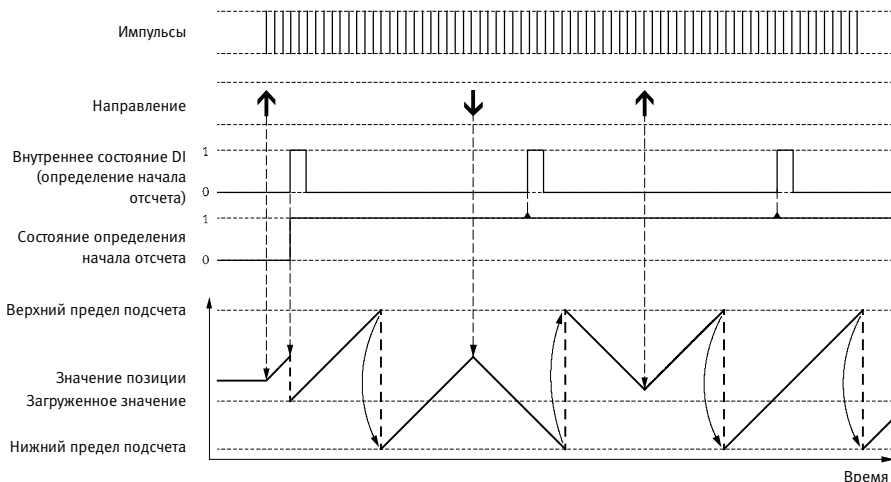 Импульсы
Направление
Внутреннее состояние DI
(определение начала
отсчета)
1
0
Состояние определения
начала отсчета
1
0
Верхний предел подсчета
Значение позиции
Загруженное значение
Нижний предел подсчета
Время